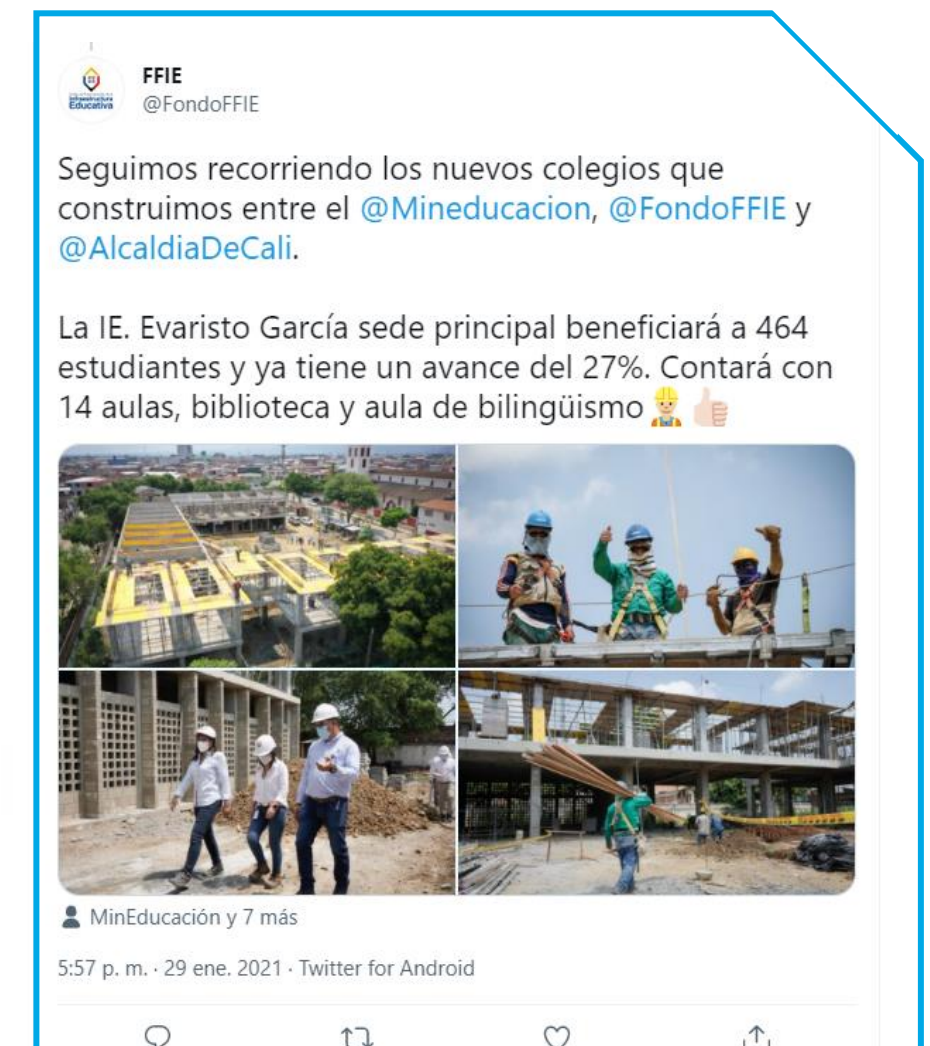 FFIE
@FondoFFIE
Infraestructura
Educativa
Seguimos recorriendo los nuevos colegios que
construimos entre el @Mineducacion, @FondoFFIE y
@AlcaldiaDeCali.
La IE. Evaristo García sede principal beneficiará a 464
estudiantes y ya tiene un avance del 27%. Contará con
14 aulas, biblioteca y aula de bilingüismo
MinEducación y 7 más
5:57 p. m. · 29 ene. 2021 · Twitter for Android